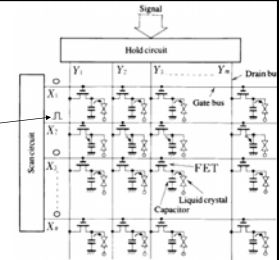 Signal
Hold circuit
Y₁ Y₂ Y₃ Yₘ
Drain bu
X₁
Gate bus
X₂
Scan circuit
X₃
FET
Liquid crystal
Capacitor
Xₙ